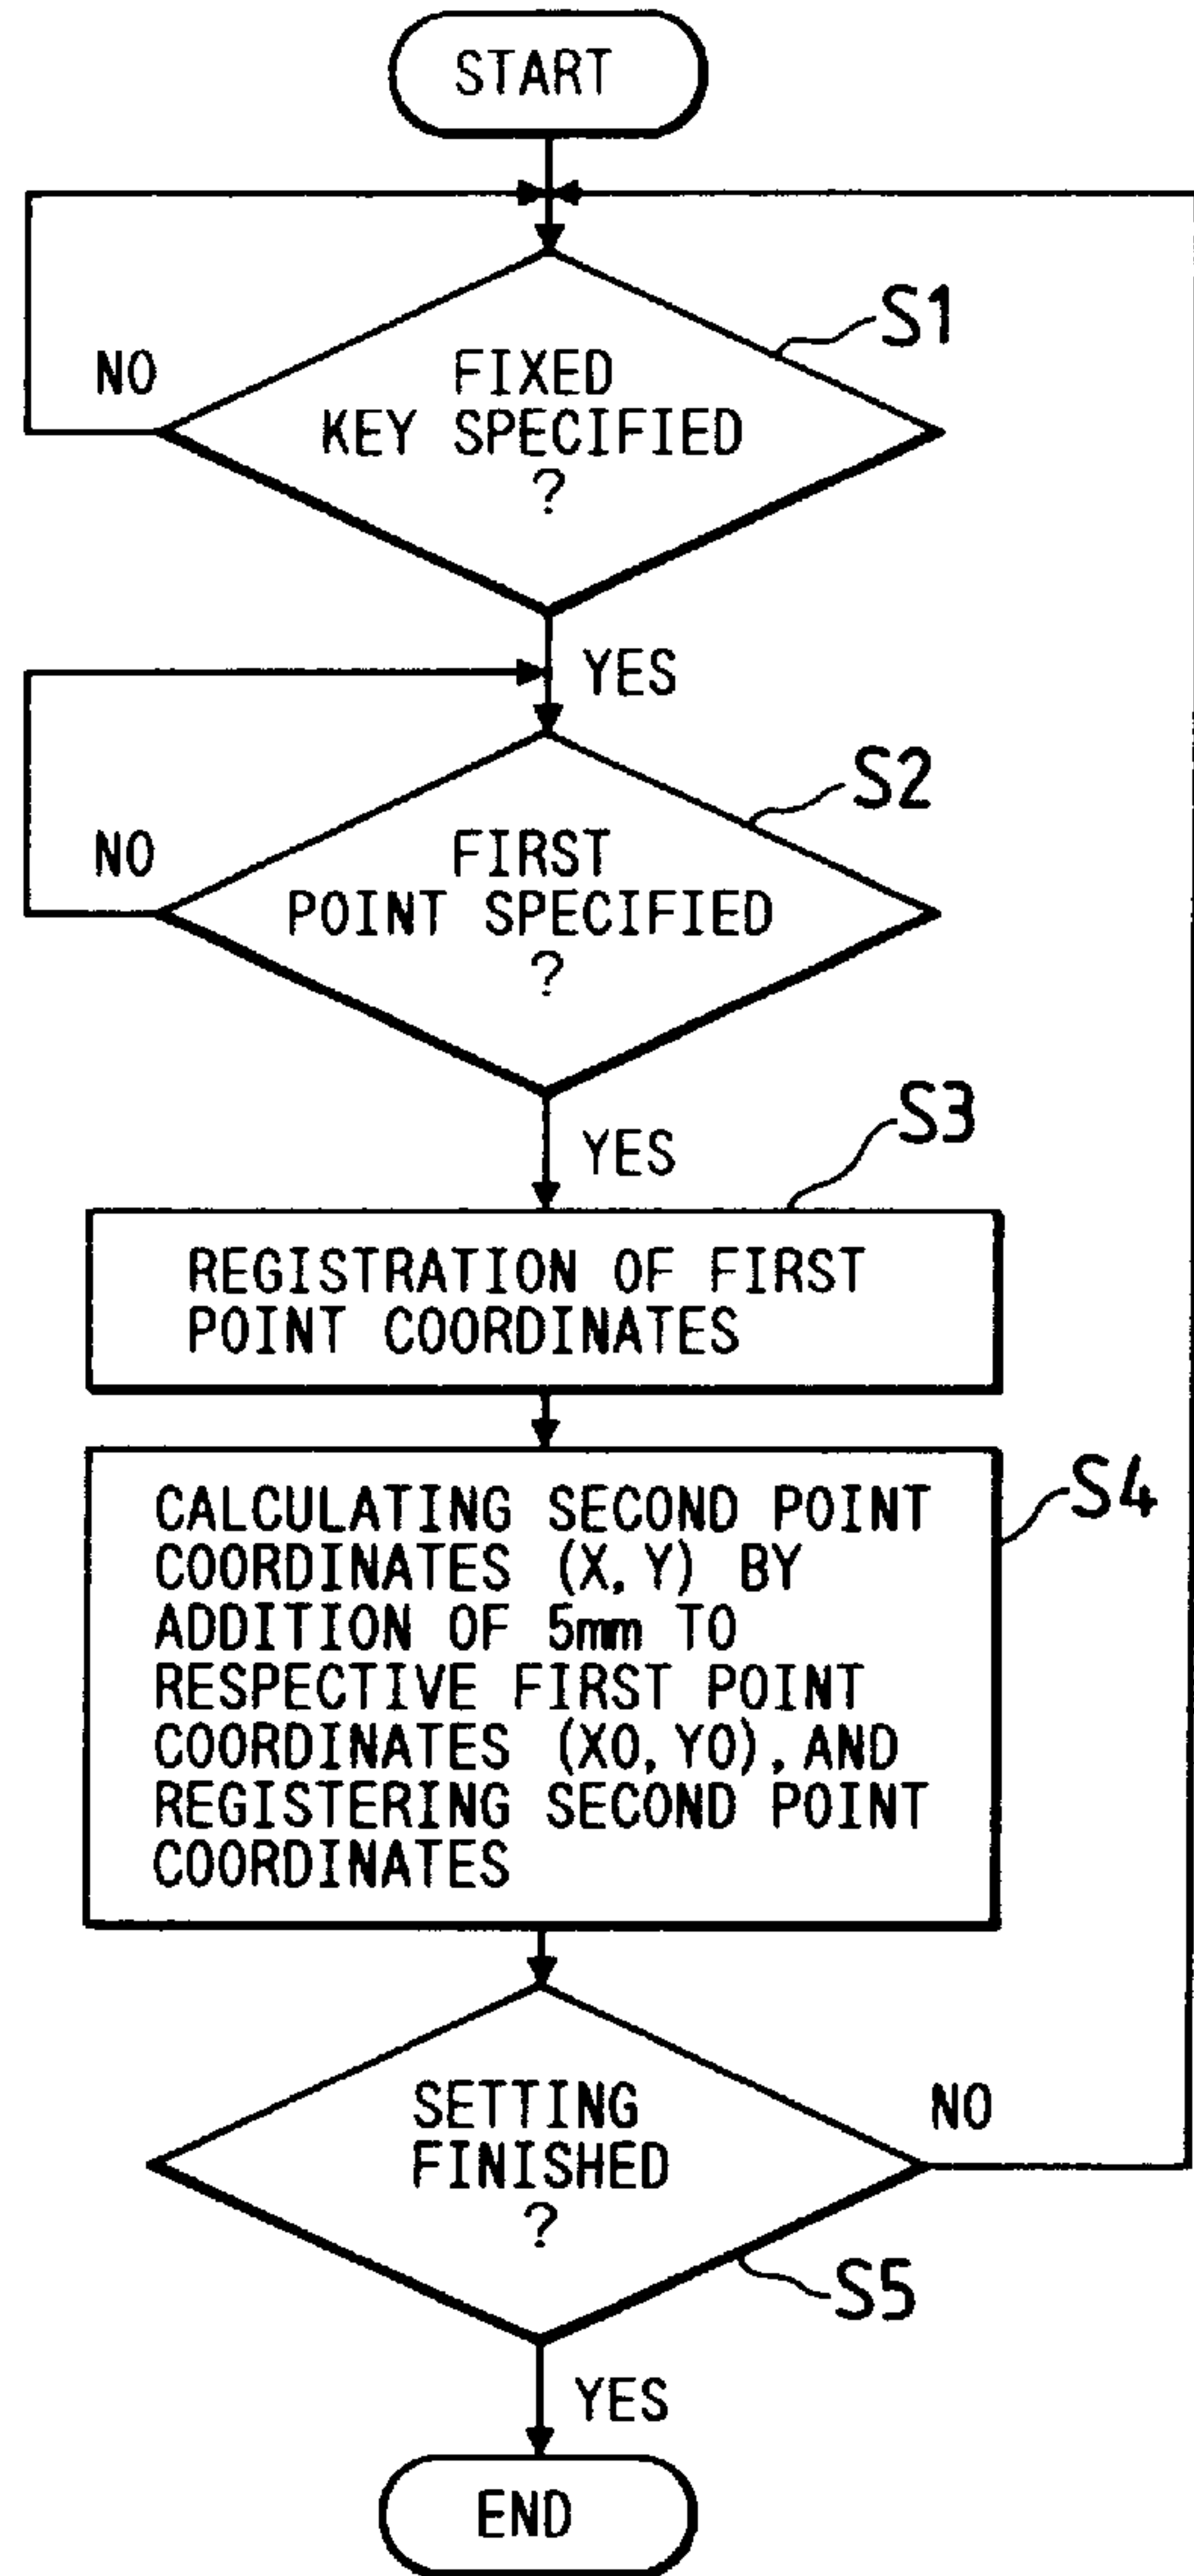 START
S1
NO
FIXED
KEY SPECIFIED
?
YES
S2
NO
FIRST
POINT SPECIFIED
?
YES
S3
REGISTRATION OF FIRST
POINT COORDINATES
S4
CALCULATING SECOND POINT
COORDINATES (X, Y) BY
ADDITION OF 5mm TO
RESPECTIVE FIRST POINT
COORDINATES (X0, Y0), AND
REGISTERING SECOND POINT
COORDINATES
SETTING
FINISHED
?
NO
S5
YES
END